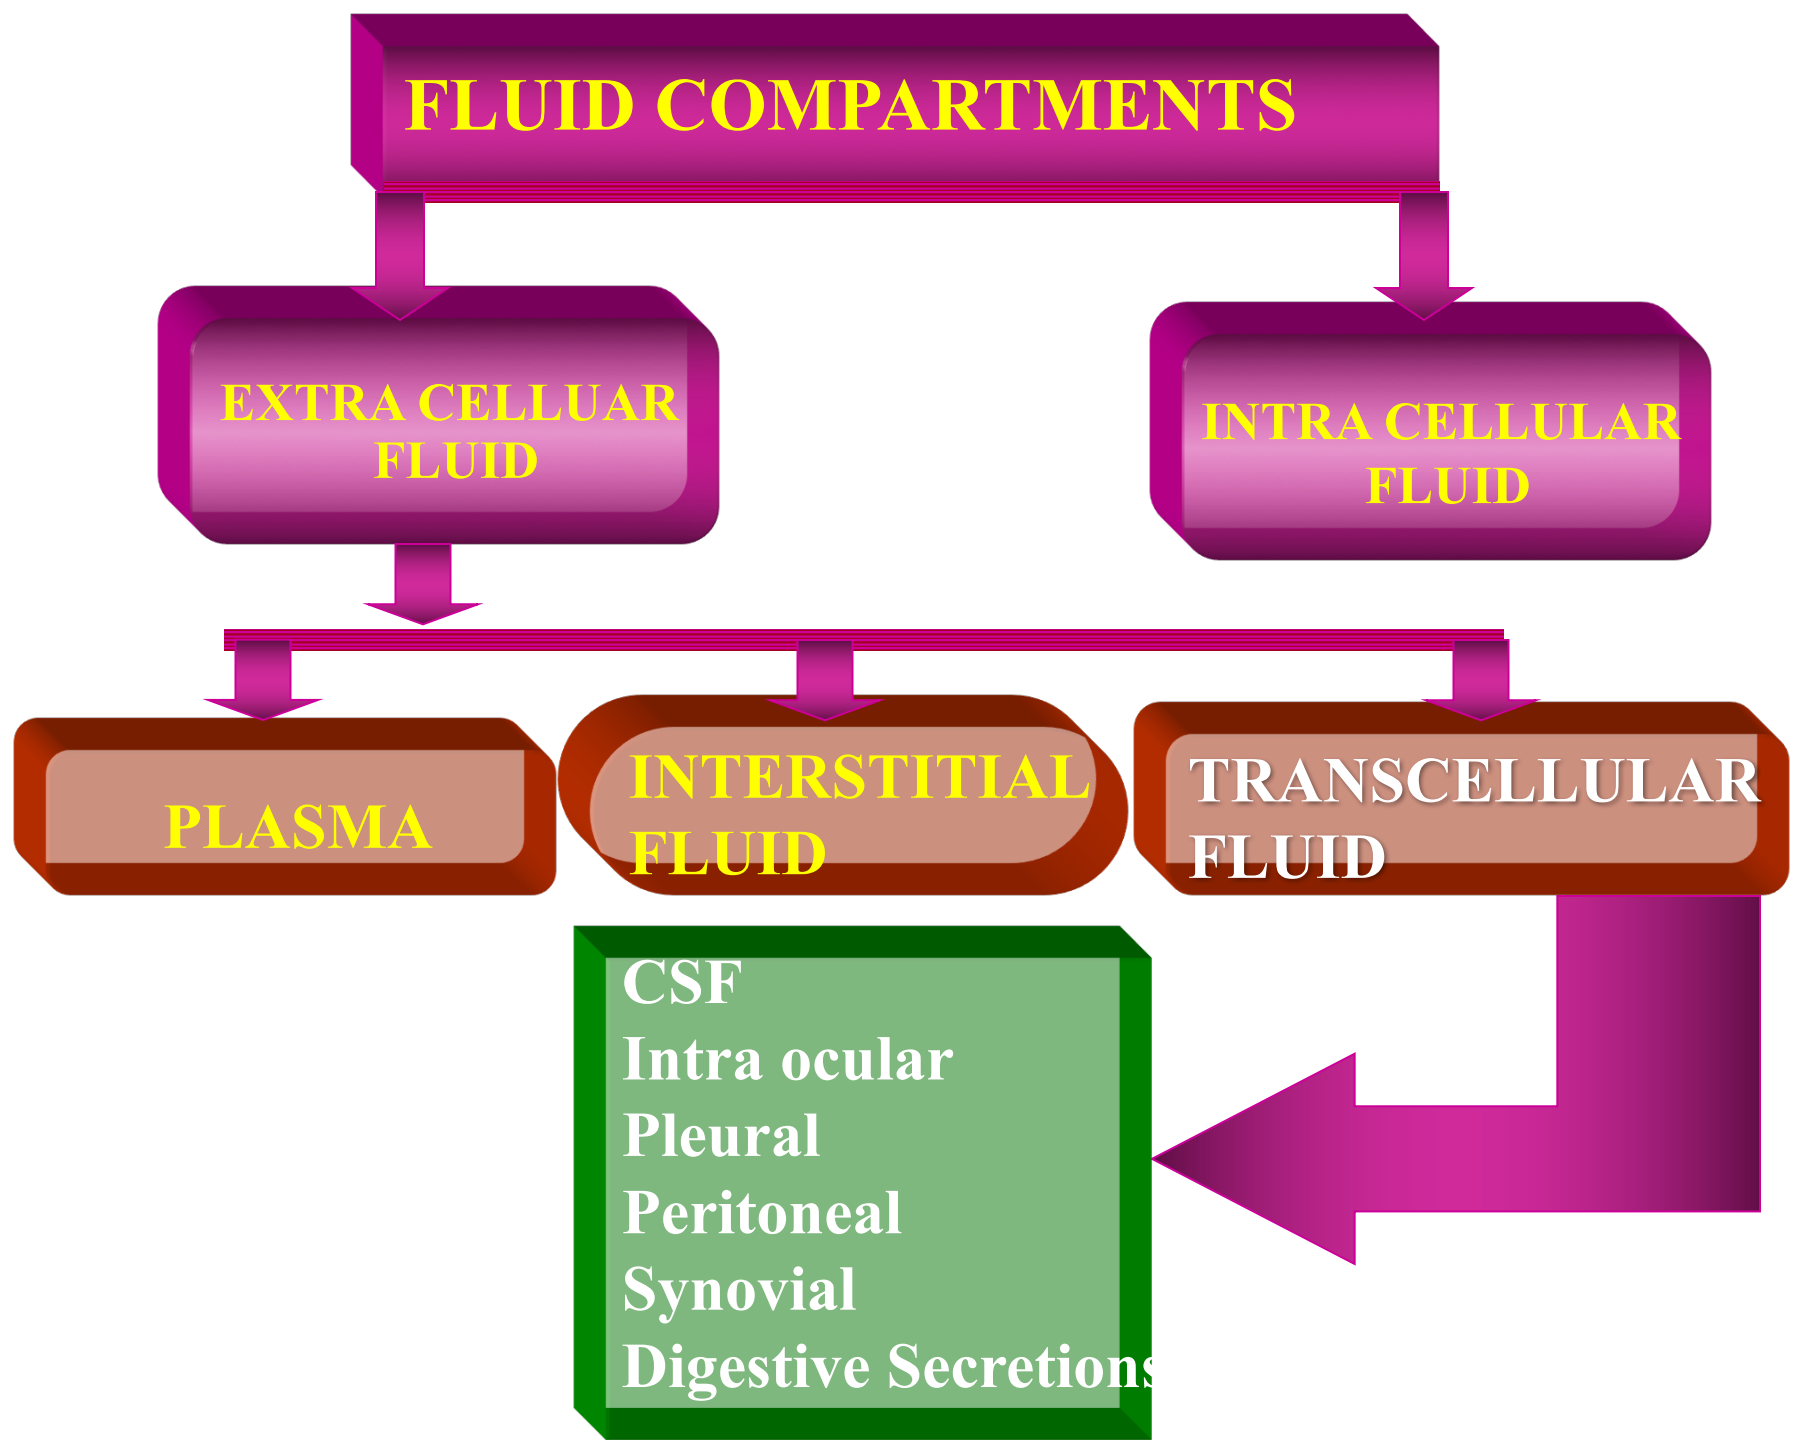 FLUID COMPARTMENTS
EXTRA CELLUAR
FLUID
INTRA CELLULAR
FLUID
PLASMA
INTERSTITIAL
FLUID
TRANSCELLULAR
FLUID
CSF
Intra ocular
Pleural
Peritoneal
Synovial
Digestive Secretions